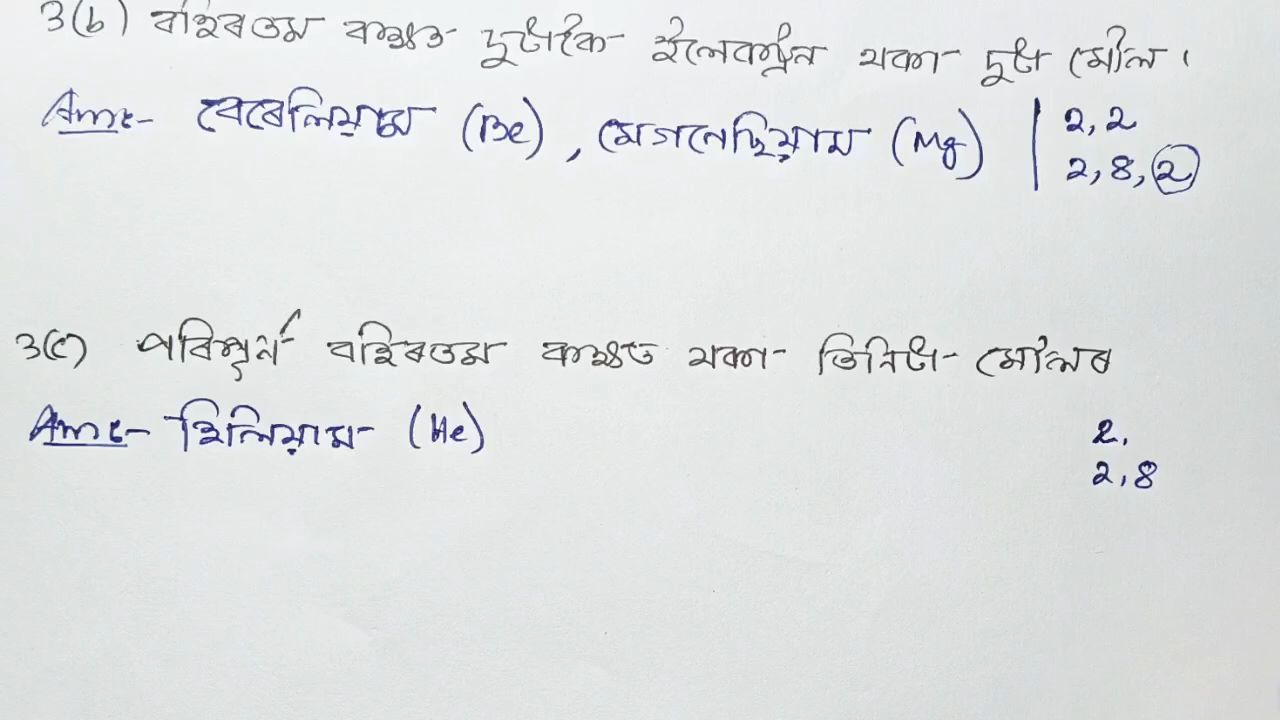 3(b) বহিৰতম কক্ষত দুটাকৈ ইলেকট্ৰন থকা দুটা মৌল ।
Ans:- বেৰেলিয়াম (Be), মেগনেছিয়াম (Mg) | 2, 2
2, 8, 2
3(c) পৰিপূৰ্ন বহিৰতম কক্ষত থকা তিনিটা মৌলৰ
Ans:- হিলিয়াম (He) 2,
2, 8